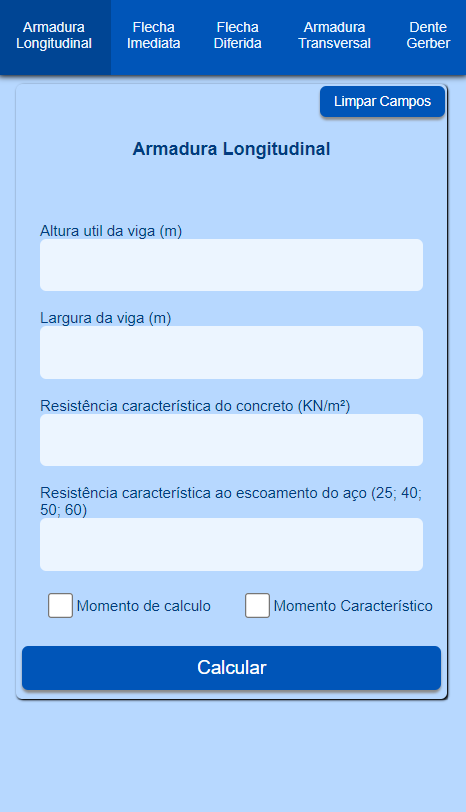 Armadura
Longitudinal
Flecha
Imediata
Flecha
Diferida
Armadura
Transversal
Dente
Gerber
Limpar Campos
Armadura Longitudinal
Altura util da viga (m)
Largura da viga (m)
Resistência característica do concreto (KN/m²)
Resistência característica ao escoamento do aço (25; 40;
50; 60)
Momento de calculo
Momento Característico
Calcular